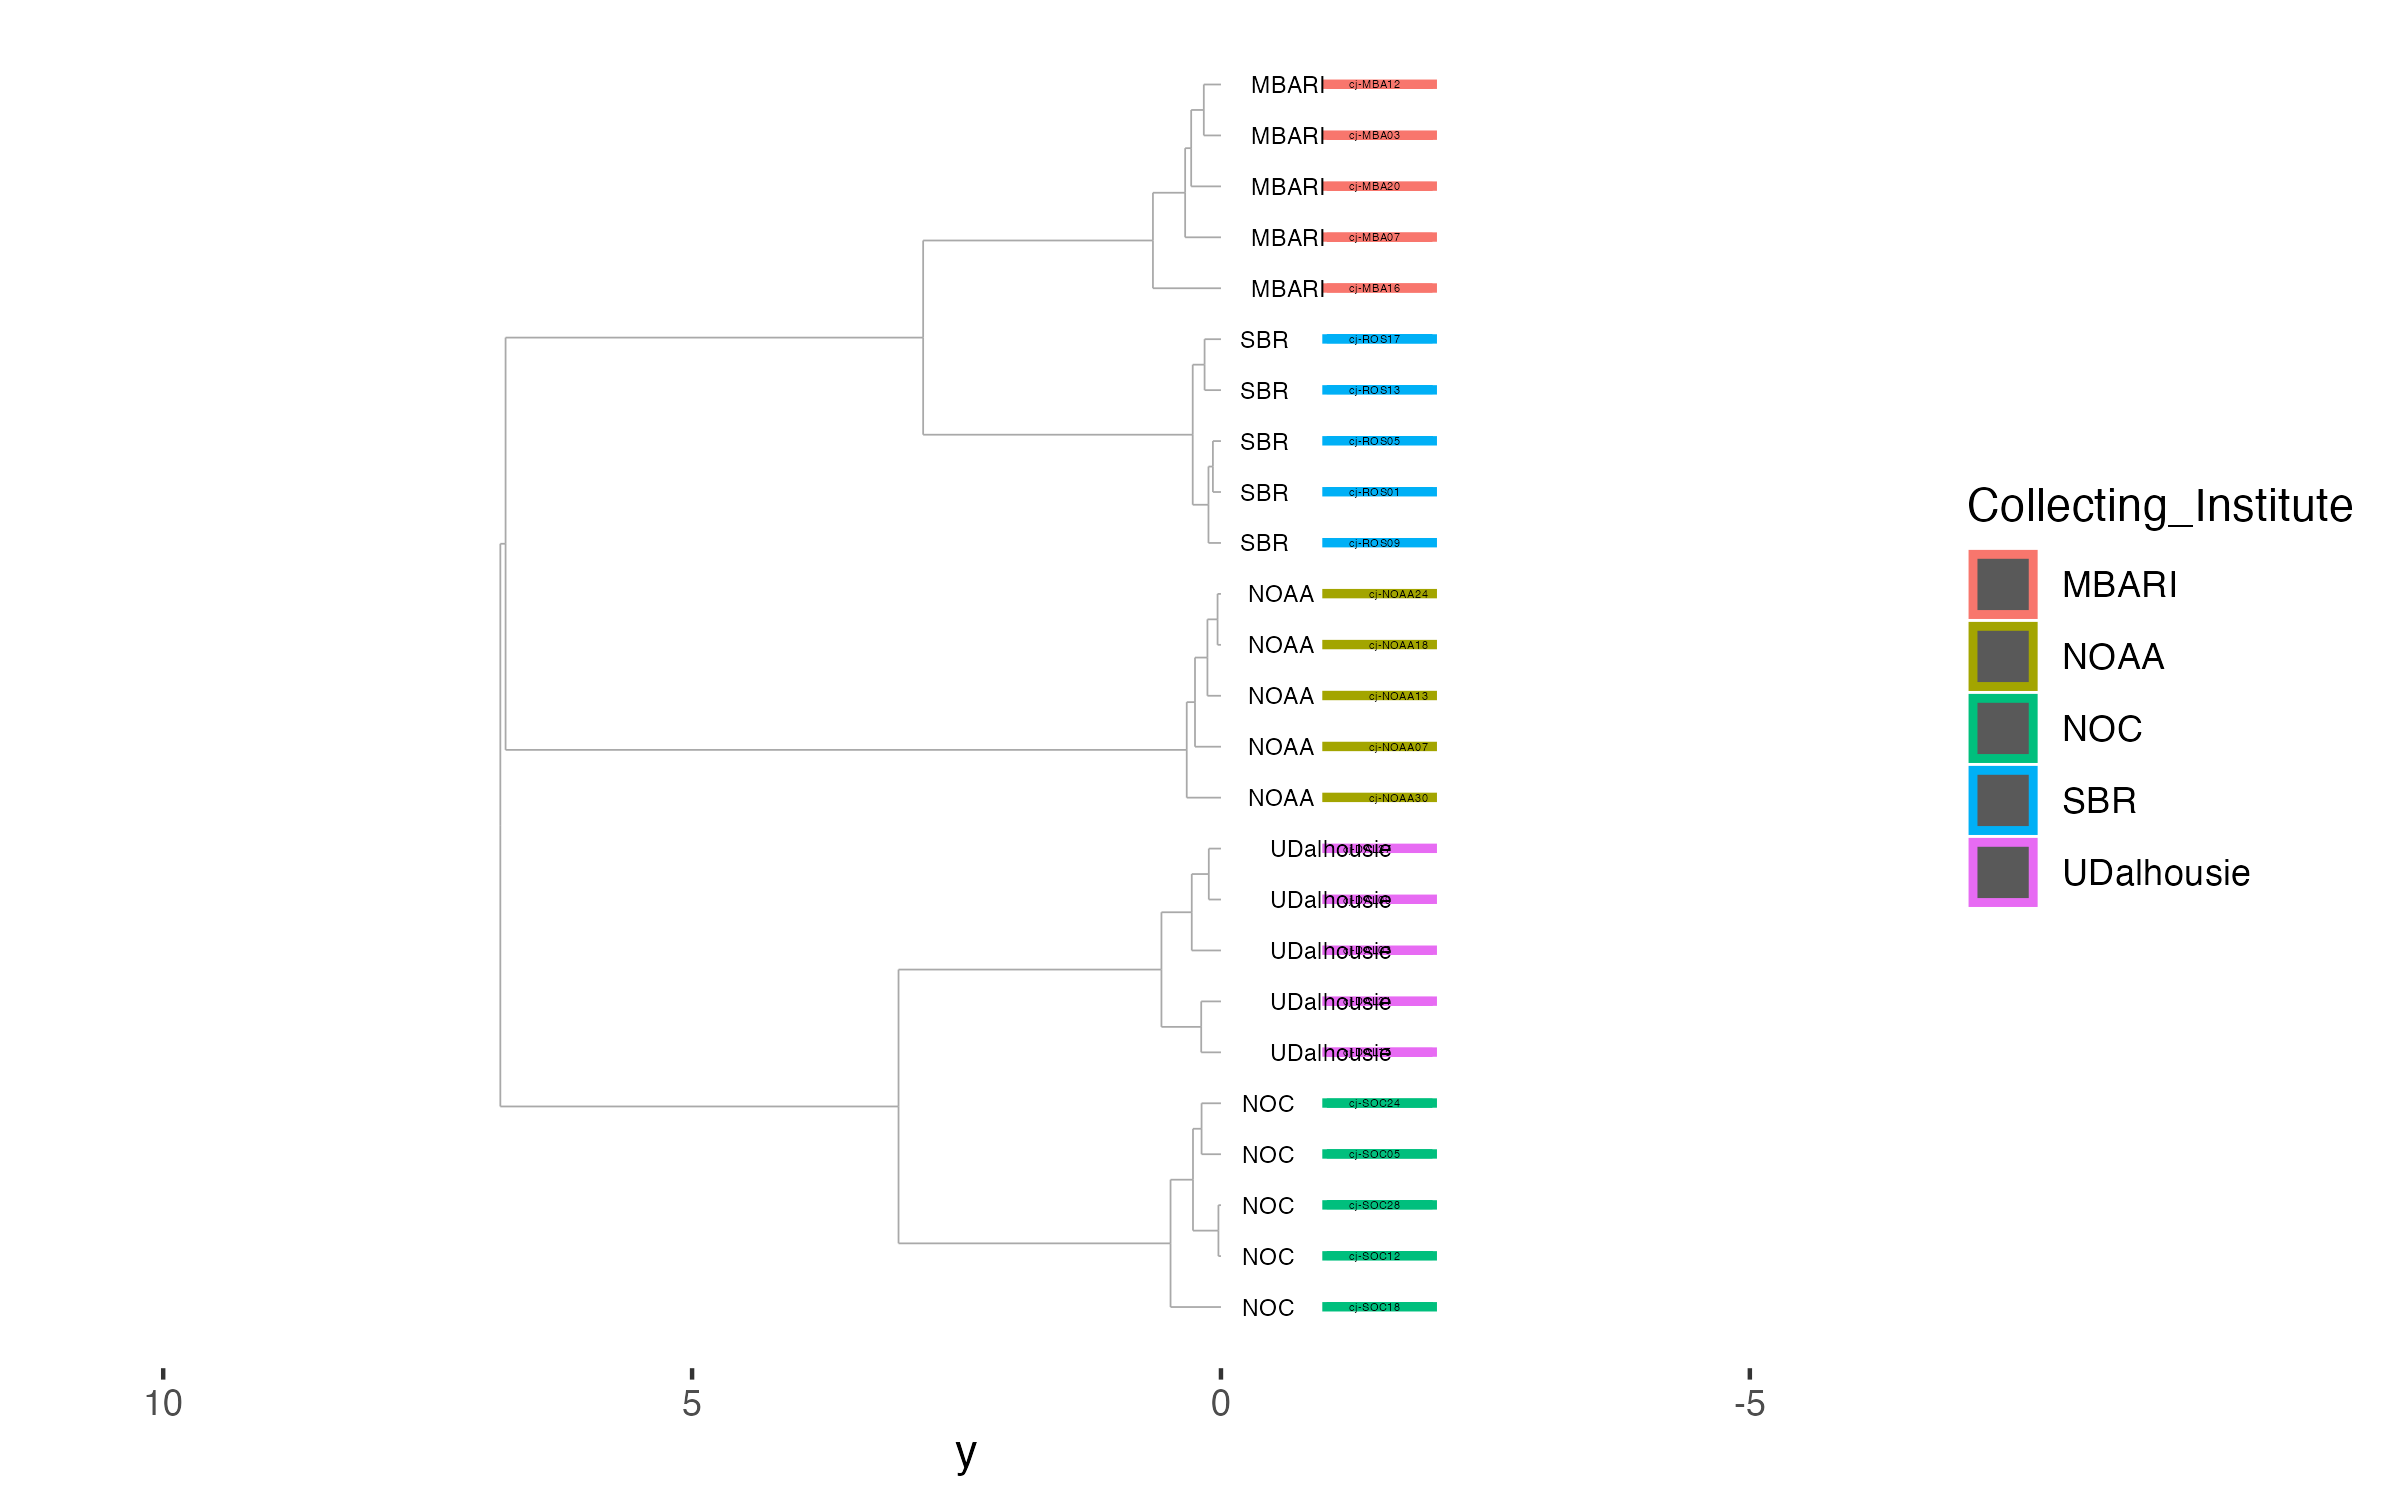 MBARI cj-MBA12
MBARI cj-MBA03
MBARI cj-MBA20
MBARI cj-MBA07
MBARI cj-MBA16
SBR cj-ROS17
SBR cj-ROS13
SBR cj-ROS05
SBR cj-ROS01
SBR cj-ROS09
NOAA cj-NOAA24
NOAA cj-NOAA18
NOAA cj-NOAA13
NOAA cj-NOAA07
NOAA cj-NOAA30
UDalhousie
UDalhousie
UDalhousie
UDalhousie
UDalhousie
NOC cj-SOC24
NOC cj-SOC05
NOC cj-SOC28
NOC cj-SOC12
NOC cj-SOC18
10 5 0 -5
y
Collecting_Institute
MBARI
NOAA
NOC
SBR
UDalhousie